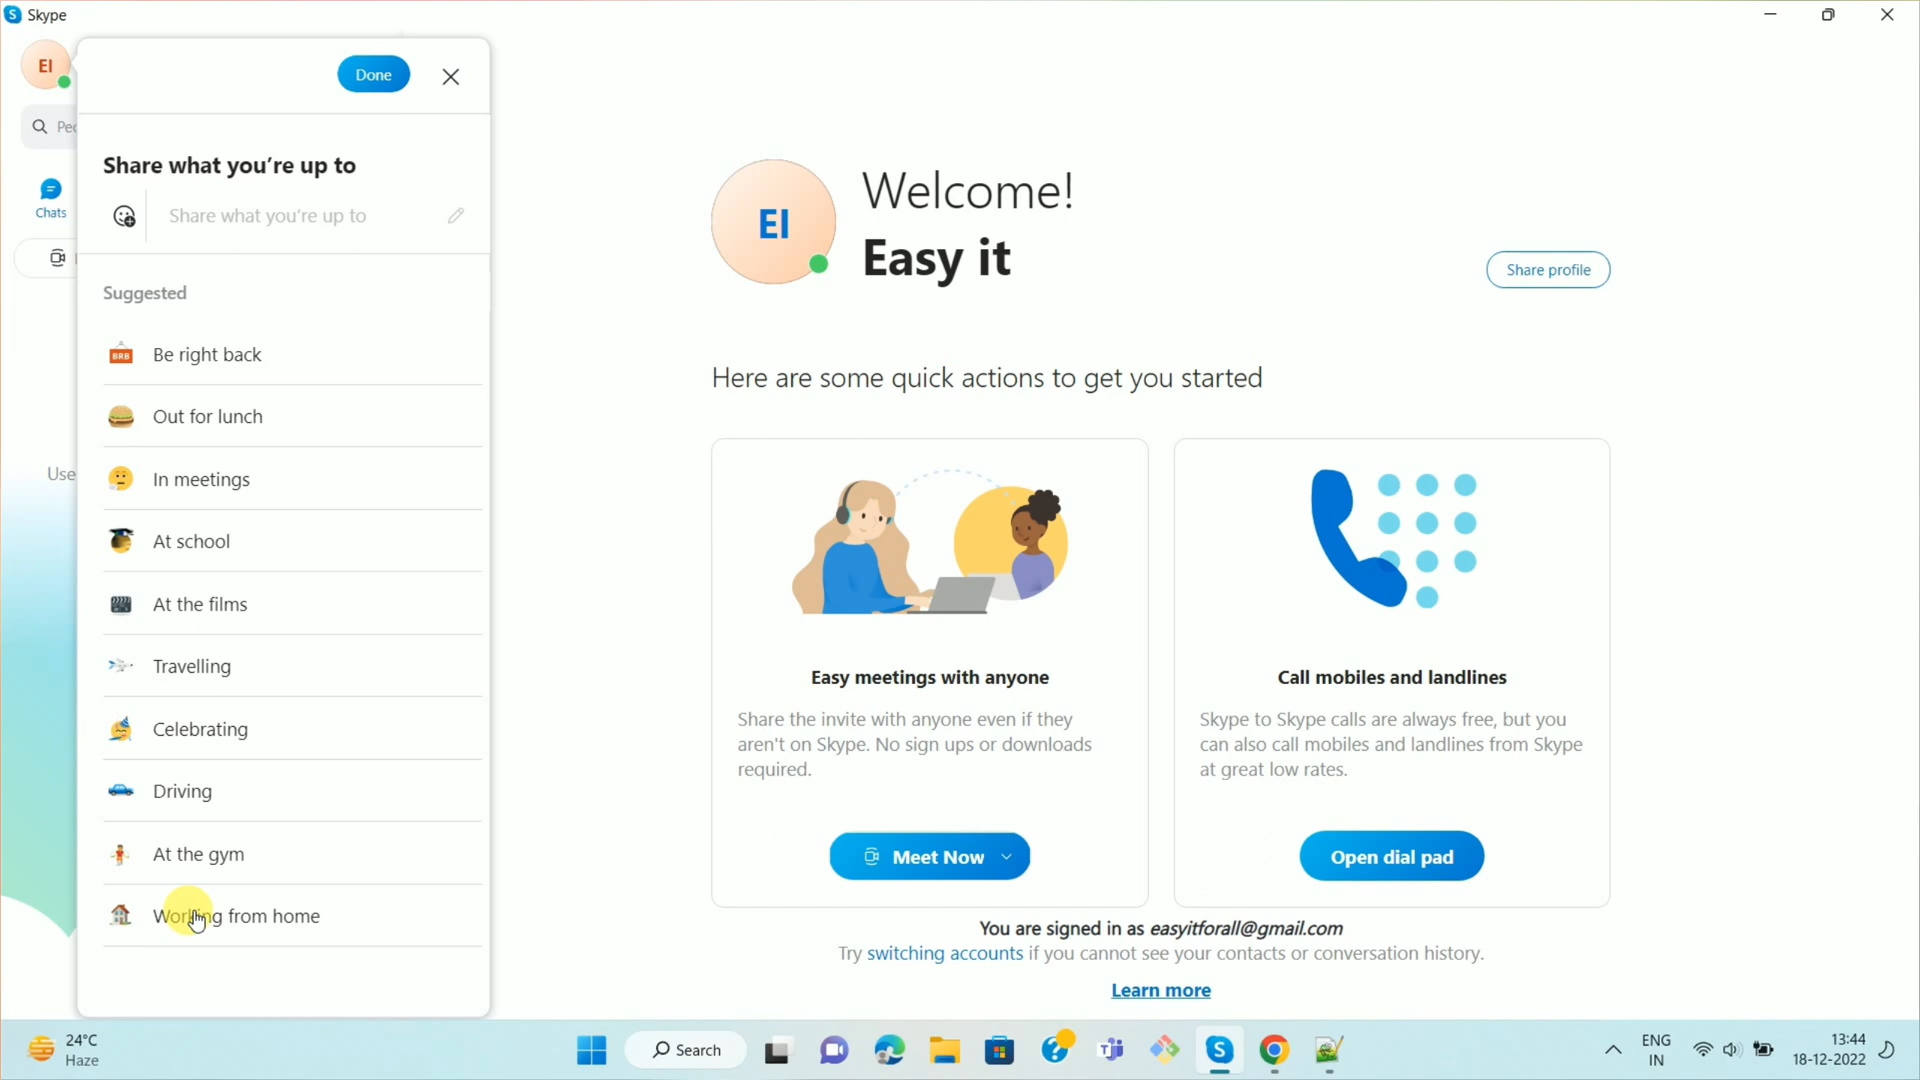 Skype
EI
Done
Chats
Use
Share what you're up to
Share what you're up to
Suggested
BRB Be right back
Out for lunch
In meetings
At school
At the films
Travelling
Celebrating
Driving
At the gym
Working from home
EI
Welcome!
Easy it
Share profile
Here are some quick actions to get you started
Easy meetings with anyone
Share the invite with anyone even if they
aren't on Skype. No sign ups or downloads
required.
Meet Now
Call mobiles and landlines
Skype to Skype calls are always free, but you
can also call mobiles and landlines from Skype
at great low rates.
Open dial pad
You are signed in as easyitforall@gmail.com
Try switching accounts if you cannot see your contacts or conversation history.
Learn more
24°C
Haze
Search
ENG
IN
13:44
18-12-2022